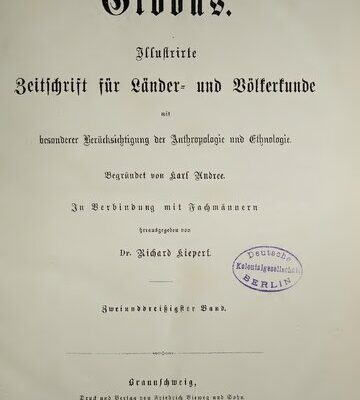 Globus.
Illustrirte
Zeitschrift für Länder- und Völkerkunde
mit
besonderer Berücksichtigung der Anthropologie und Ethnologie.
Begründet von Karl Andree.
In Verbindung mit Fachmännern
herausgegeben von
Dr. Richard Kiepert.
Deutsche
Kolonialgesellschaft
BERLIN
Zweiunddreißigster Band.
Braunschweig,
Druck und Verlag von Friedrich Vieweg und Sohn.